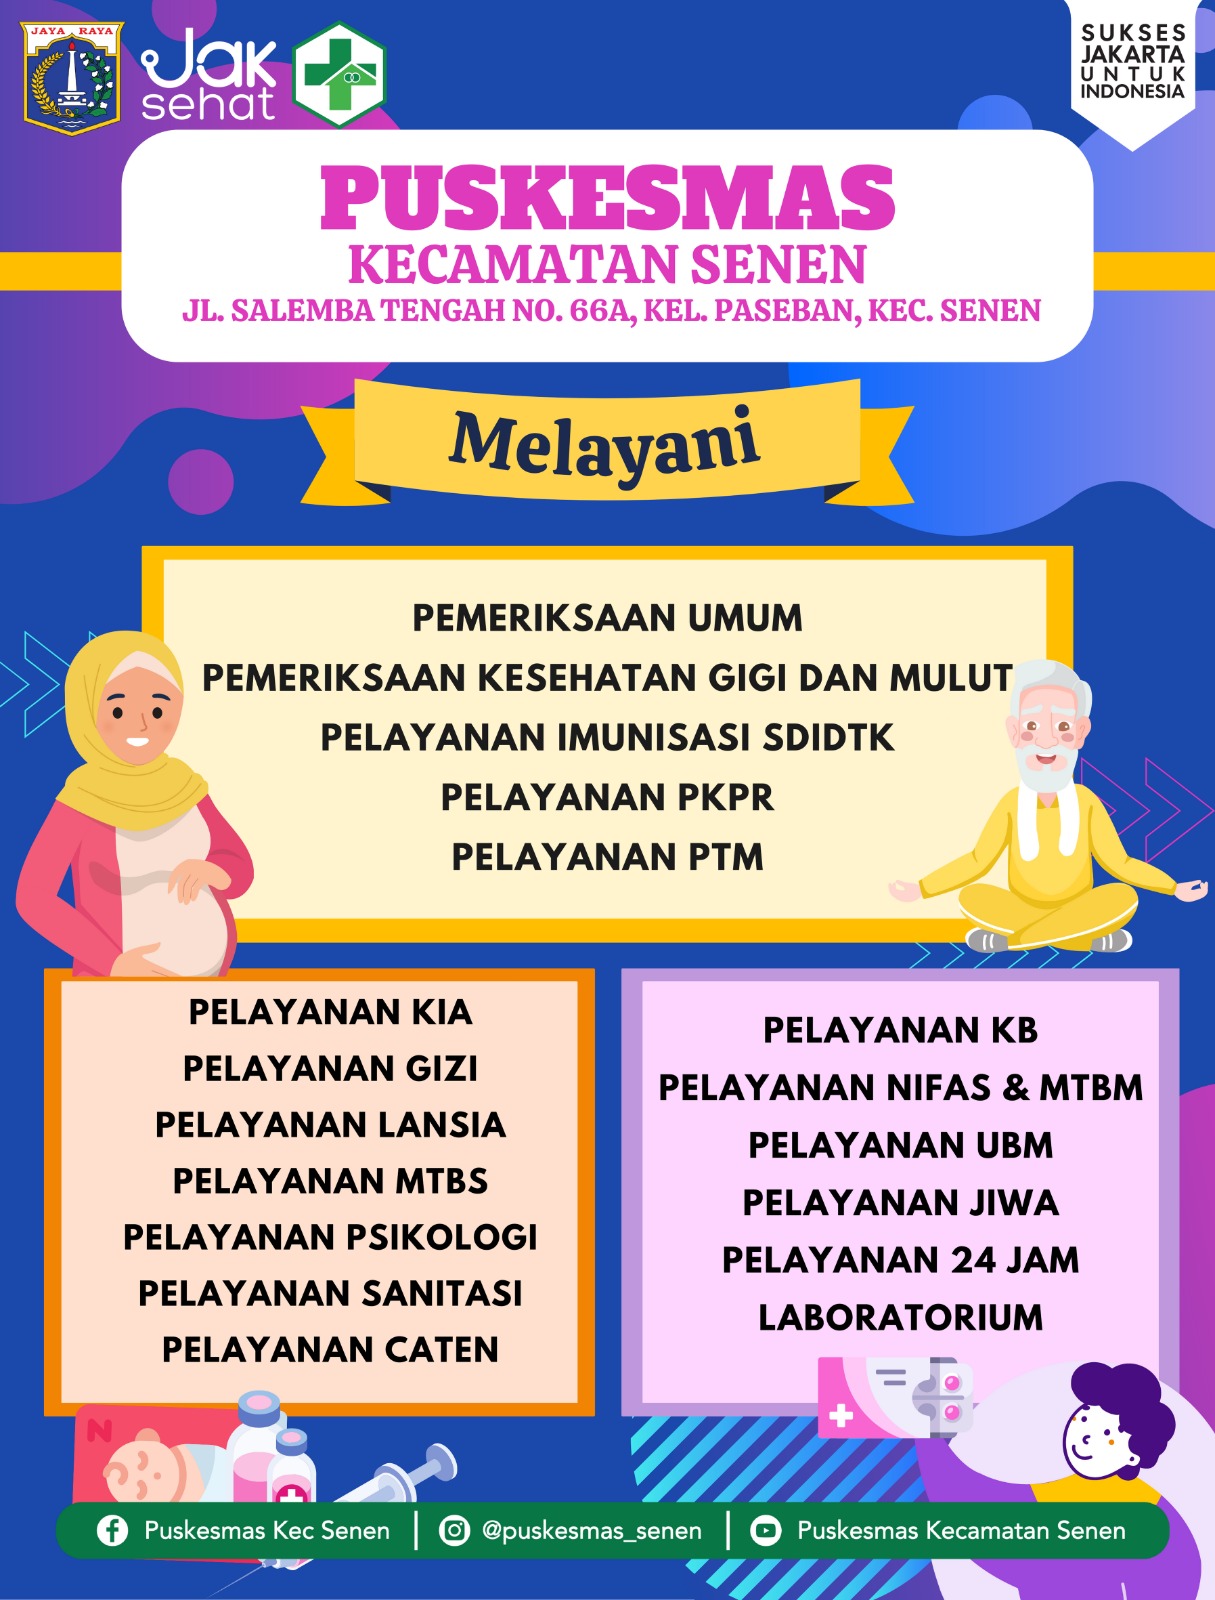 JAYA RAYA
Jak
sehat
SUKSES
JAKARTA
UNTUK
INDONESIA
PUSKESMAS
KECAMATAN SENEN
JL. SALEMBA TENGAH NO. 66A, KEL. PASEBAN, KEC. SENEN
Melayani
PEMERIKSAAN UMUM
PEMERIKSAAN KESEHATAN GIGI DAN MULUT
PELAYANAN IMUNISASI SDIDTK
PELAYANAN PKPR
PELAYANAN PTM
PELAYANAN KIA
PELAYANAN GIZI
PELAYANAN LANSIA
PELAYANAN MTBS
PELAYANAN PSIKOLOGI
PELAYANAN SANITASI
PELAYANAN CATEN
PELAYANAN KB
PELAYANAN NIFAS & MTBM
PELAYANAN UBM
PELAYANAN JIWA
PELAYANAN 24 JAM
LABORATORIUM
N
Puskesmas Kec Senen
@puskesmas_senen
Puskesmas Kecamatan Senen